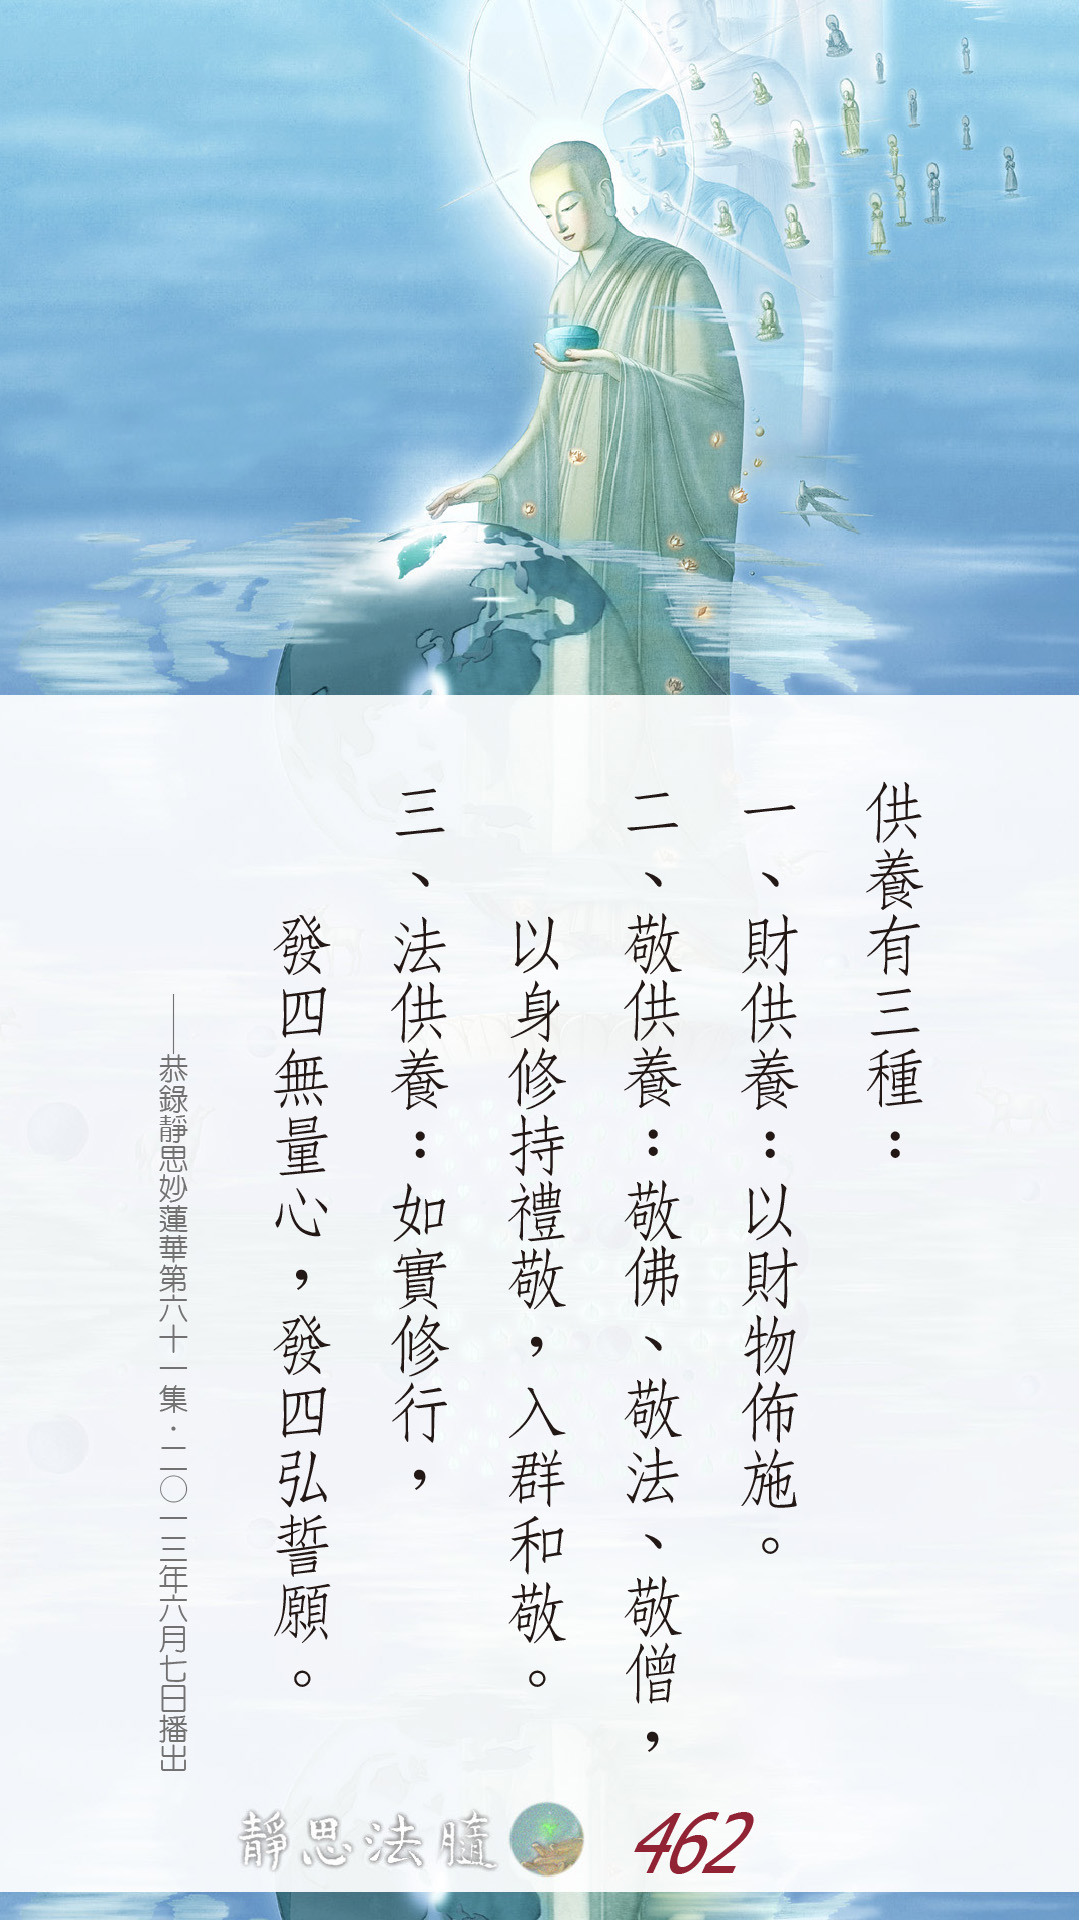 供養有三種：
一、財供養：以財物佈施。
二、敬供養：敬佛、敬法、敬僧，
以身修持禮敬，入群和敬。
三、法供養：如實修行，
發四無量心，發四弘誓願。
——恭錄靜思妙蓮華第六十一集．二〇一三年六月七日播出
靜思法髓
462